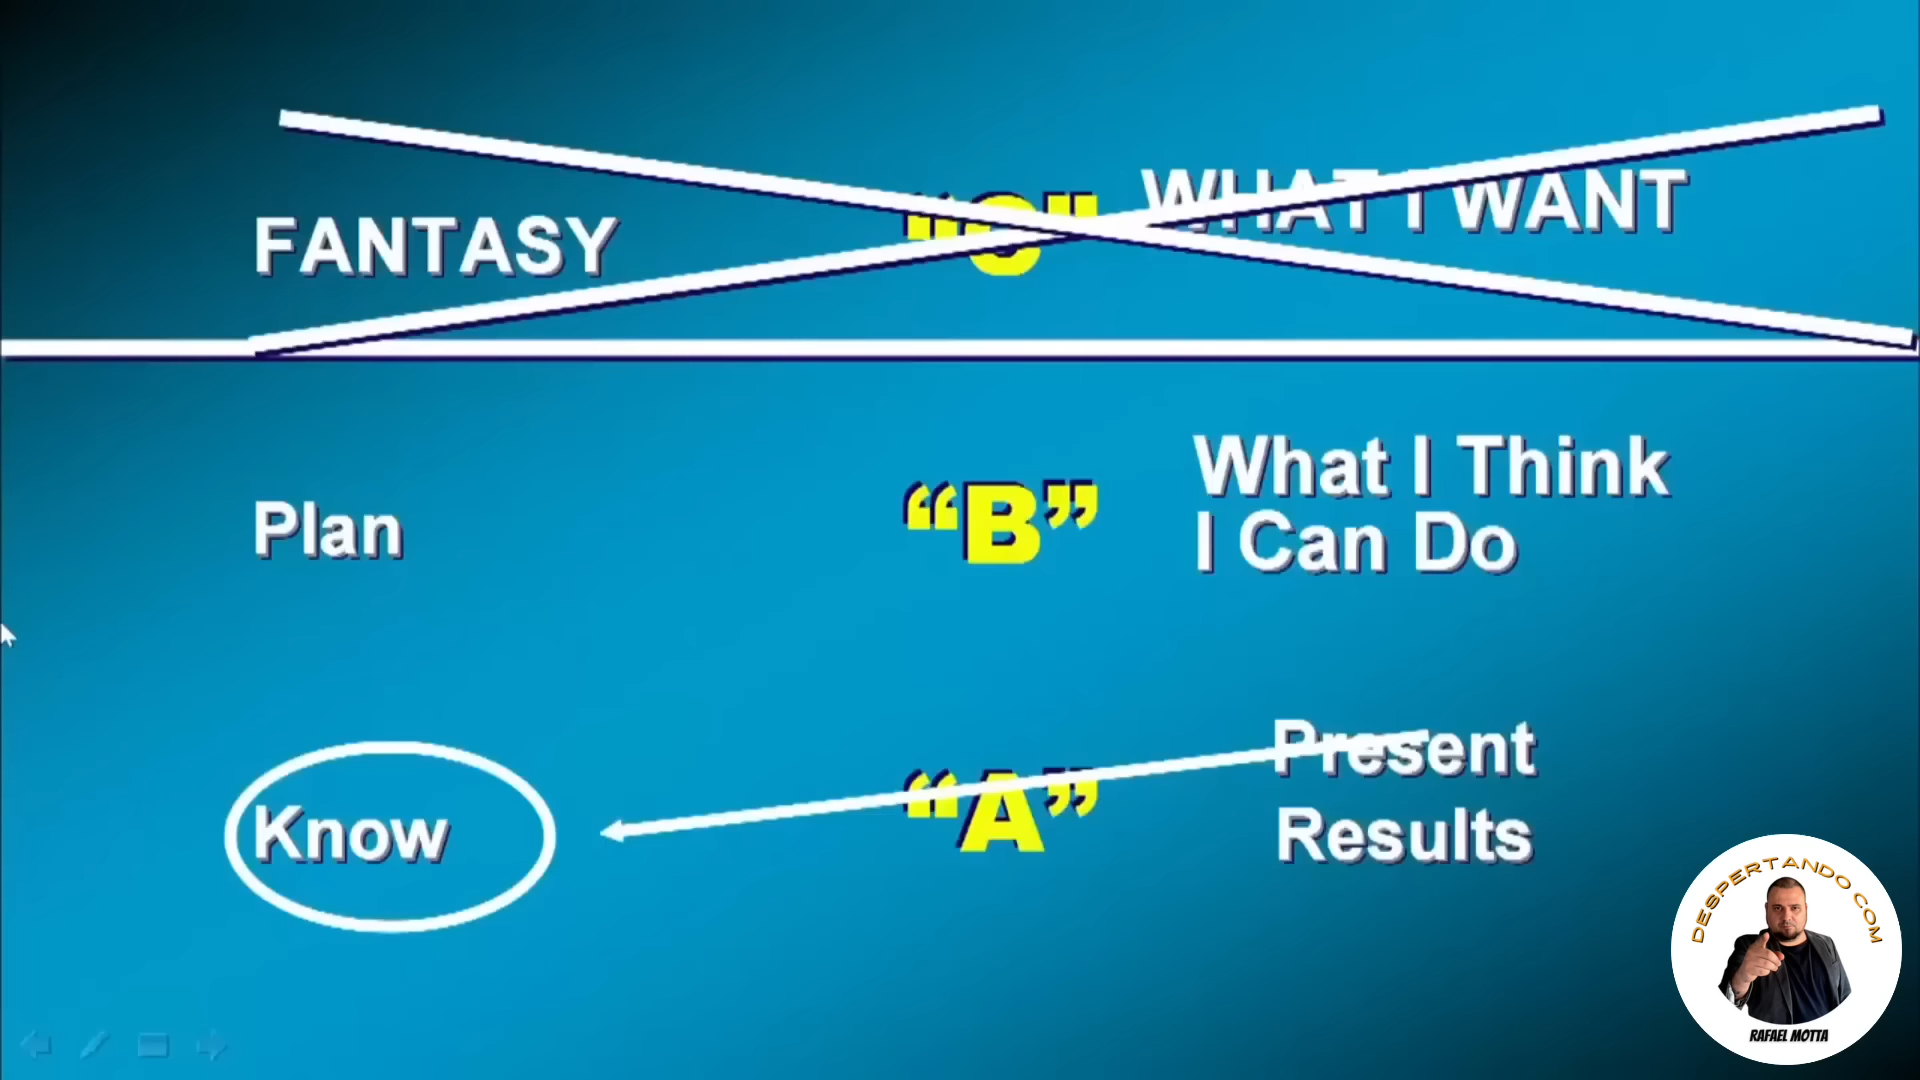 FANTASY "C" WHAT I WANT
Plan "B" What I Think
I Can Do
Know "A" Present
Results
DESPERTANDO COM
RAFAEL MOTTA